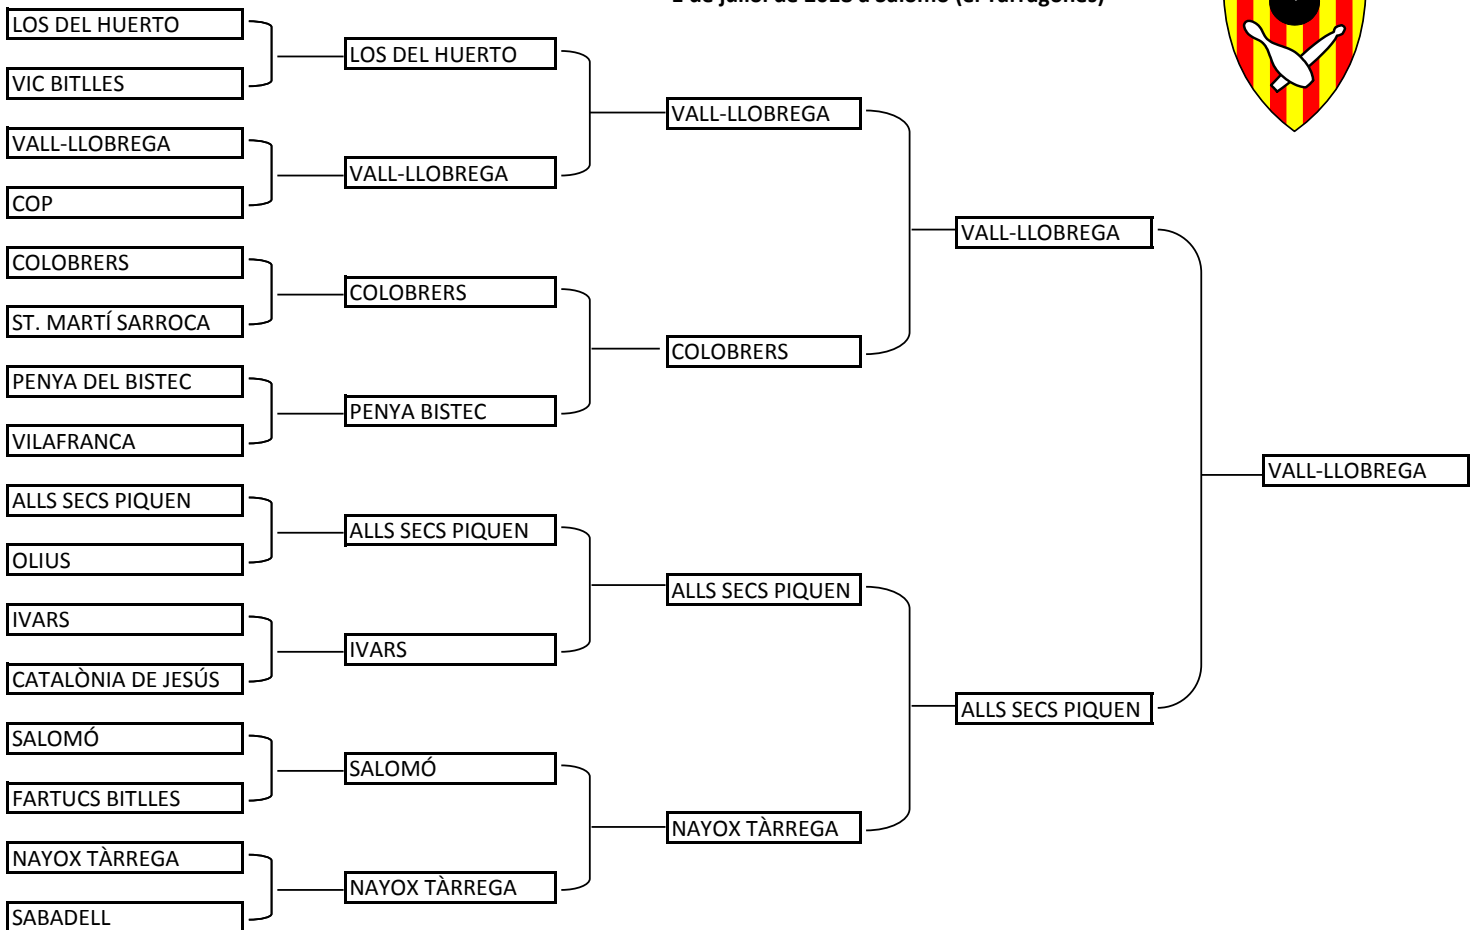 LOS DEL HUERTO
VIC BITLLES
VALL-LLOBREGA
COP
COLOBRERS
ST. MARTÍ SARROCA
PENYA DEL BISTEC
VILAFRANCA
ALLS SECS PIQUEN
OLIUS
IVARS
CATALÒNIA DE JESÚS
SALOMÓ
FARTUCS BITLLES
NAYOX TÀRREGA
SABADELL
LOS DEL HUERTO
VALL-LLOBREGA
COLOBRERS
PENYA BISTEC
ALLS SECS PIQUEN
IVARS
SALOMÓ
NAYOX TÀRREGA
VALL-LLOBREGA
COLOBRERS
ALLS SECS PIQUEN
NAYOX TÀRREGA
VALL-LLOBREGA
ALLS SECS PIQUEN
VALL-LLOBREGA